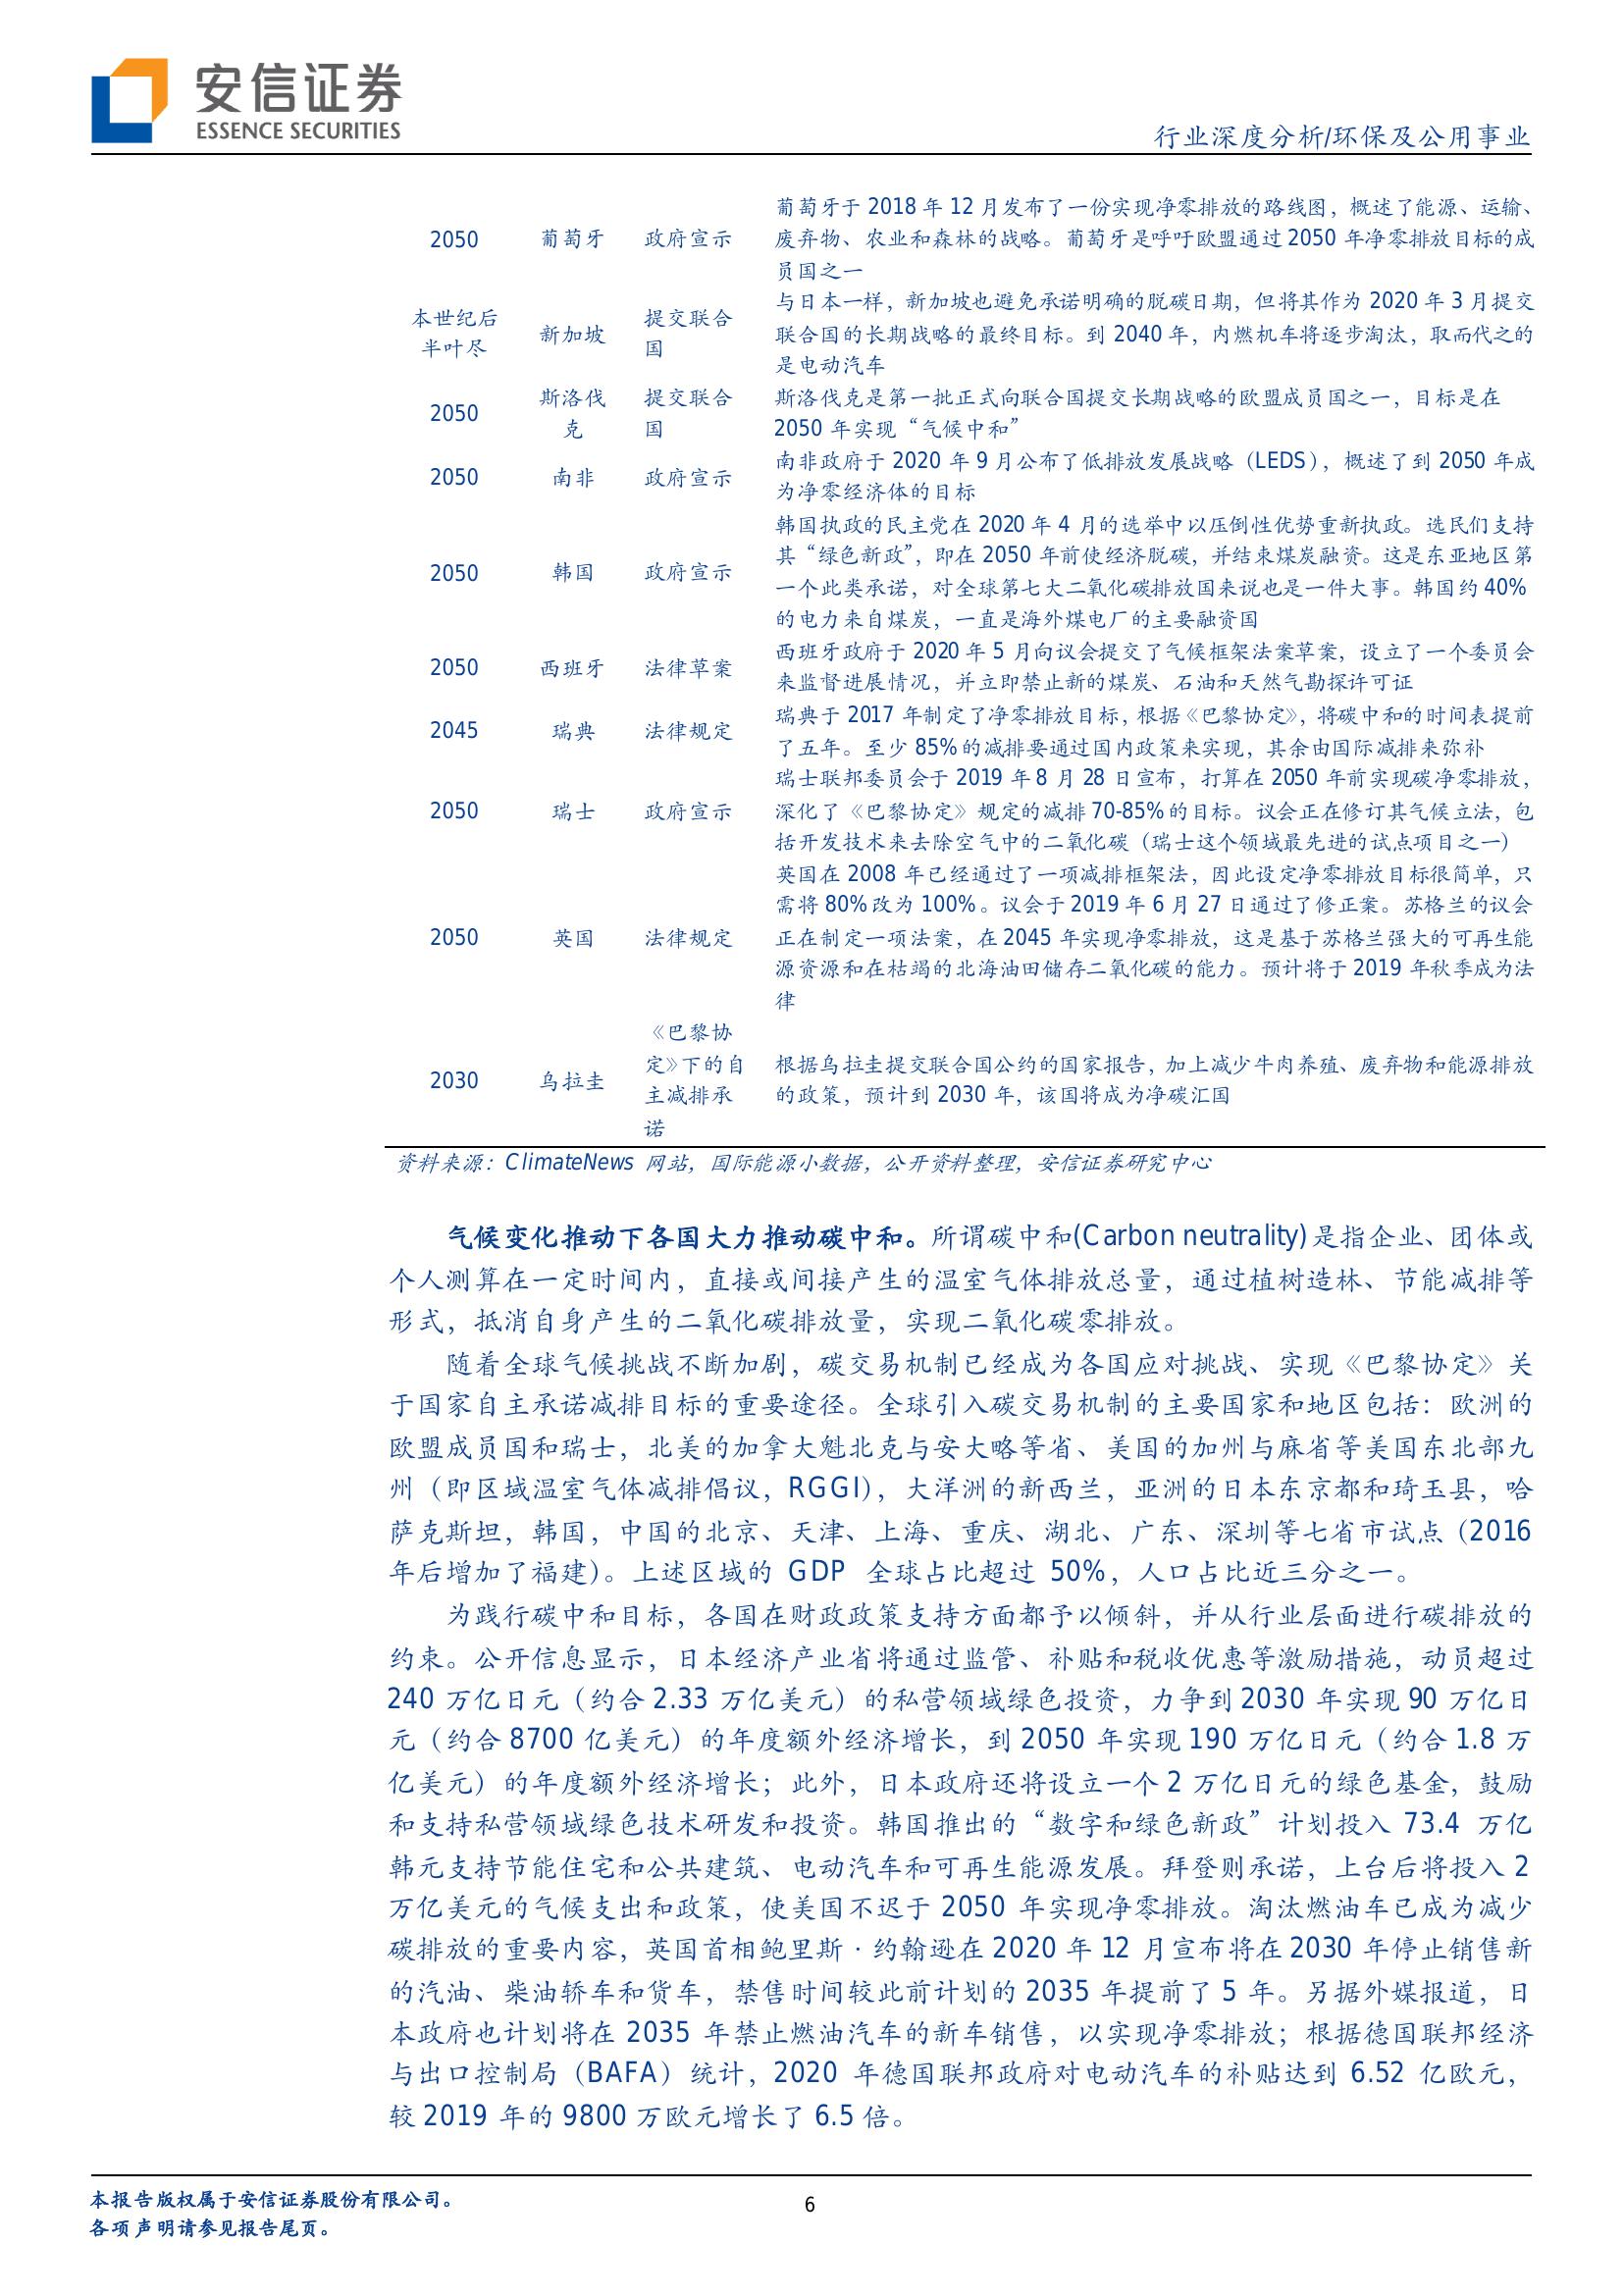 安信证券
ESSENCE SECURITIES
行业深度分析/环保及公用事业
葡萄牙于 2018 年 12 月发布了一份实现净零排放的路线图，概述了能源、运输、
2050 葡萄牙 政府宣示 废弃物、农业和森林的战略。葡萄牙是呼吁欧盟通过 2050 年净零排放目标的成
员国之一
与日本一样，新加坡也避免承诺明确的脱碳日期，但将其作为 2020 年 3 月提交
本世纪后
半叶尽
新加坡
提交联合
国
联合国的长期战略的最终目标。到 2040 年，内燃机车将逐步淘汰，取而代之的
是电动汽车
2050
斯洛伐
克
提交联合
国
斯洛伐克是第一批正式向联合国提交长期战略的欧盟成员国之一，目标是在
2050 年实现“气候中和”
2050 南非 政府宣示
南非政府于 2020 年 9 月公布了低排放发展战略（LEDS），概述了到 2050 年成
为净零经济体的目标
2050 韩国 政府宣示
韩国执政的民主党在 2020 年 4 月的选举中以压倒性优势重新执政。选民们支持
其“绿色新政”，即在 2050 年前使经济脱碳，并结束煤炭融资。这是东亚地区第
一个此类承诺，对全球第七大二氧化碳排放国来说也是一件大事。韩国约 40%
的电力来自煤炭，一直是海外煤电厂的主要融资国
2050 西班牙 法律草案
西班牙政府于 2020 年 5 月向议会提交了气候框架法案草案，设立了一个委员会
来监督进展情况，并立即禁止新的煤炭、石油和天然气勘探许可证
2045 瑞典 法律规定
瑞典于 2017 年制定了净零排放目标，根据《巴黎协定》，将碳中和的时间表提前
了五年。至少 85%的减排要通过国内政策来实现，其余由国际减排来弥补
2050 瑞士 政府宣示
瑞士联邦委员会于 2019 年 8 月 28 日宣布，打算在 2050 年前实现碳净零排放，
深化了《巴黎协定》规定的减排 70-85%的目标。议会正在修订其气候立法，包
括开发技术来去除空气中的二氧化碳（瑞士这个领域最先进的试点项目之一）
2050 英国 法律规定
英国在 2008 年已经通过了一项减排框架法，因此设定净零排放目标很简单，只
需将 80%改为 100%。议会于 2019 年 6 月 27 日通过了修正案。苏格兰的议会
正在制定一项法案，在 2045 年实现净零排放，这是基于苏格兰强大的可再生能
源资源和在枯竭的北海油田储存二氧化碳的能力。预计将于 2019 年秋季成为法
律
2030 乌拉圭
《巴黎协
定》下的自
主减排承
诺
根据乌拉圭提交联合国公约的国家报告，加上减少牛肉养殖、废弃物和能源排放
的政策，预计到 2030 年，该国将成为净碳汇国
资料来源：ClimateNews 网站，国际能源小数据，公开资料整理，安信证券研究中心
气候变化推动下各国大力推动碳中和。所谓碳中和(Carbon neutrality)是指企业、团体或
个人测算在一定时间内，直接或间接产生的温室气体排放总量，通过植树造林、节能减排等
形式，抵消自身产生的二氧化碳排放量，实现二氧化碳零排放。
随着全球气候挑战不断加剧，碳交易机制已经成为各国应对挑战、实现《巴黎协定》关
于国家自主承诺减排目标的重要途径。全球引入碳交易机制的主要国家和地区包括：欧洲的
欧盟成员国和瑞士，北美的加拿大魁北克与安大略等省、美国的加州与麻省等美国东北部九
州（即区域温室气体减排倡议，RGGI），大洋洲的新西兰，亚洲的日本东京都和琦玉县，哈
萨克斯坦，韩国，中国的北京、天津、上海、重庆、湖北、广东、深圳等七省市试点（2016
年后增加了福建）。上述区域的 GDP 全球占比超过 50%，人口占比近三分之一。
为践行碳中和目标，各国在财政政策支持方面都予以倾斜，并从行业层面进行碳排放的
约束。公开信息显示，日本经济产业省将通过监管、补贴和税收优惠等激励措施，动员超过
240 万亿日元（约合 2.33 万亿美元）的私营领域绿色投资，力争到 2030 年实现 90 万亿日
元（约合 8700 亿美元）的年度额外经济增长，到 2050 年实现 190 万亿日元（约合 1.8 万
亿美元）的年度额外经济增长；此外，日本政府还将设立一个 2 万亿日元的绿色基金，鼓励
和支持私营领域绿色技术研发和投资。韩国推出的“数字和绿色新政”计划投入 73.4 万亿
韩元支持节能住宅和公共建筑、电动汽车和可再生能源发展。拜登则承诺，上台后将投入 2
万亿美元的气候支出和政策，使美国不迟于 2050 年实现净零排放。淘汰燃油车已成为减少
碳排放的重要内容，英国首相鲍里斯·约翰逊在 2020 年 12 月宣布将在 2030 年停止销售新
的汽油、柴油轿车和货车，禁售时间较此前计划的 2035 年提前了 5 年。另据外媒报道，日
本政府也计划将在 2035 年禁止燃油汽车的新车销售，以实现净零排放；根据德国联邦经济
与出口控制局（BAFA）统计，2020 年德国联邦政府对电动汽车的补贴达到 6.52 亿欧元，
较 2019 年的 9800 万欧元增长了 6.5 倍。
本报告版权属于安信证券股份有限公司。
各项声明请参见报告尾页。
6